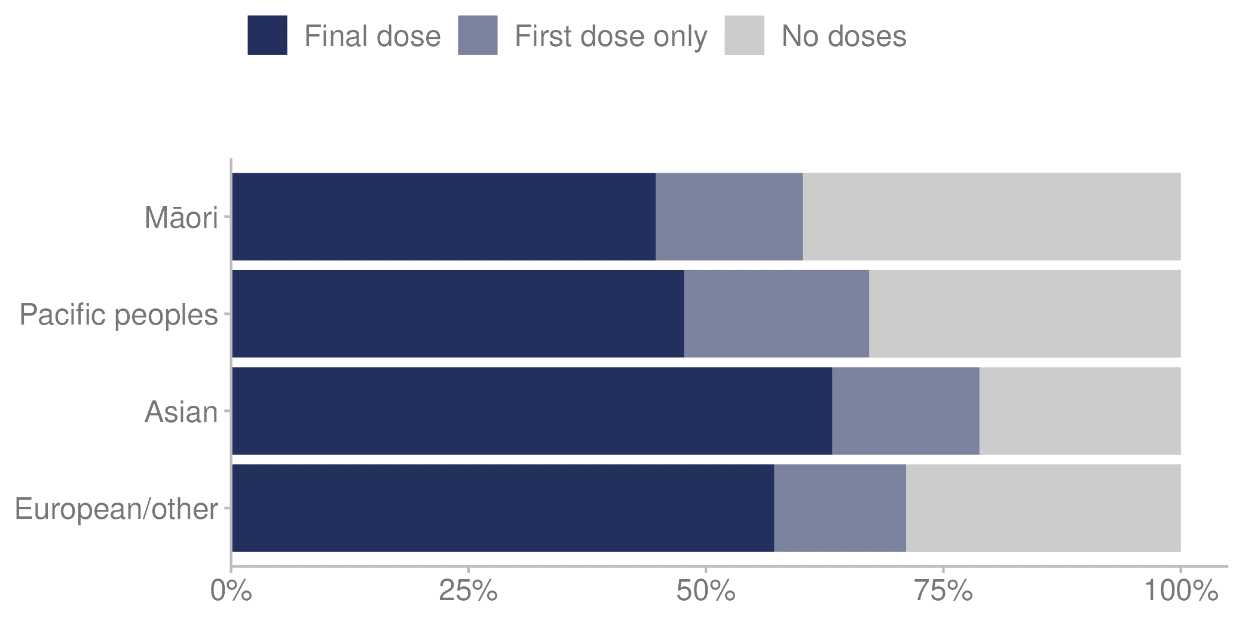 Final dose First dose only No doses
Māori
Pacific peoples
Asian
European/other
0% 25% 50% 75% 100%